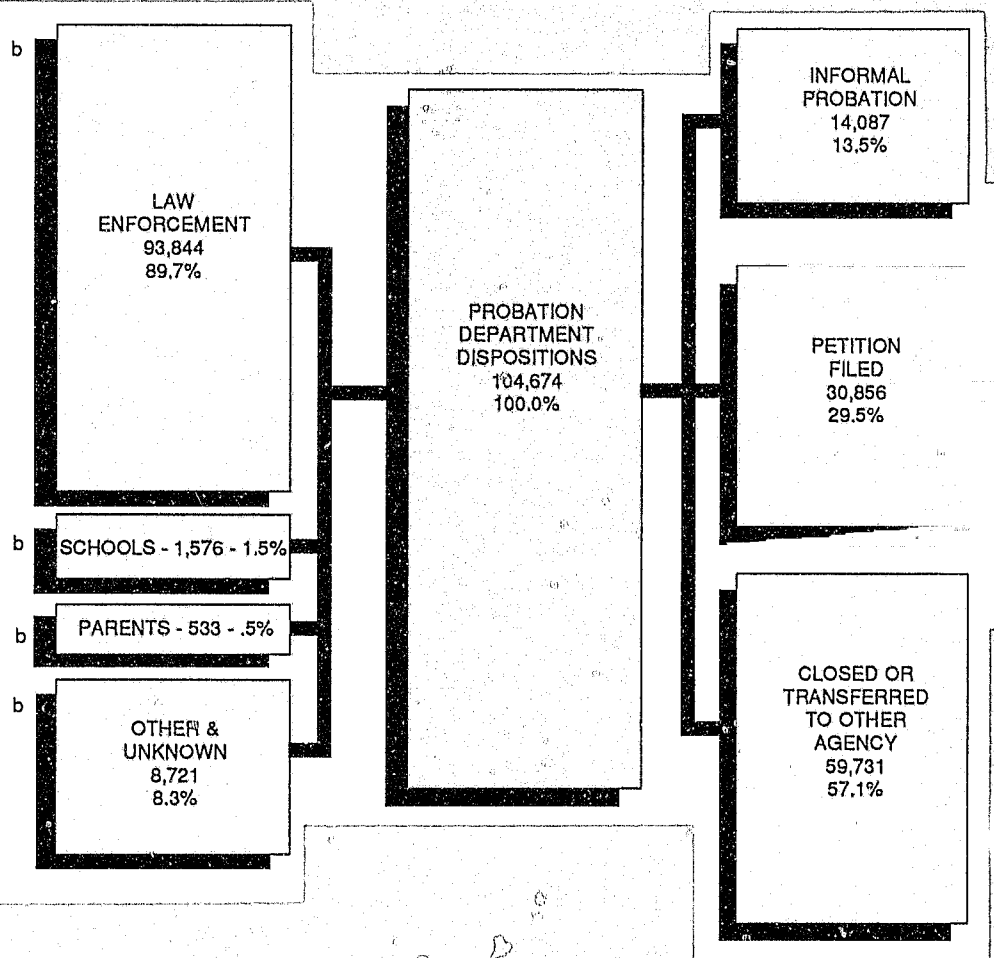 b
LAW
ENFORCEMENT
93,844
89.7%
b
SCHOOLS - 1,576 - 1.5%
b
PARENTS - 533 - .5%
b
OTHER &
UNKNOWN
8,721
8.3%
PROBATION
DEPARTMENT
DISPOSITIONS
104,674
100.0%
INFORMAL
PROBATION
14,087
13.5%
PETITION
FILED
30,856
29.5%
CLOSED OR
TRANSFERRED
TO OTHER
AGENCY
59,731
57.1%